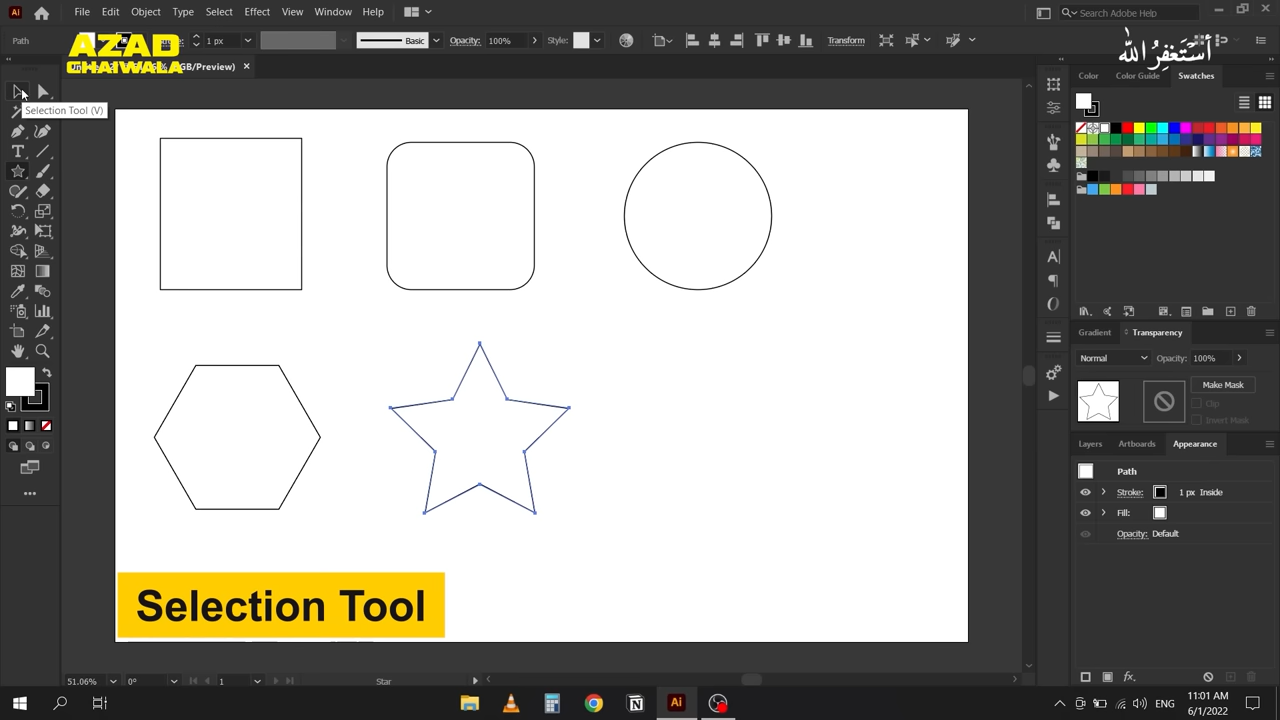 Ai File Edit Object Type Select Effect View Window Help Search Adobe Help
Path 1 px Basic Opacity: 100% Style: Transform
AZAD
CHAIWALA
أستغفر الله
GB/Preview)
Selection Tool (V)
Color Color Guide Swatches
Gradient Transparency
Normal Opacity: 100%
Make Mask
Clip
Invert Mask
Layers Artboards Appearance
Path
Stroke: 1 px Inside
Fill:
Opacity: Default
Selection Tool
51.06% 0° 1 Star
Ai ENG 11:01 AM
6/1/2022